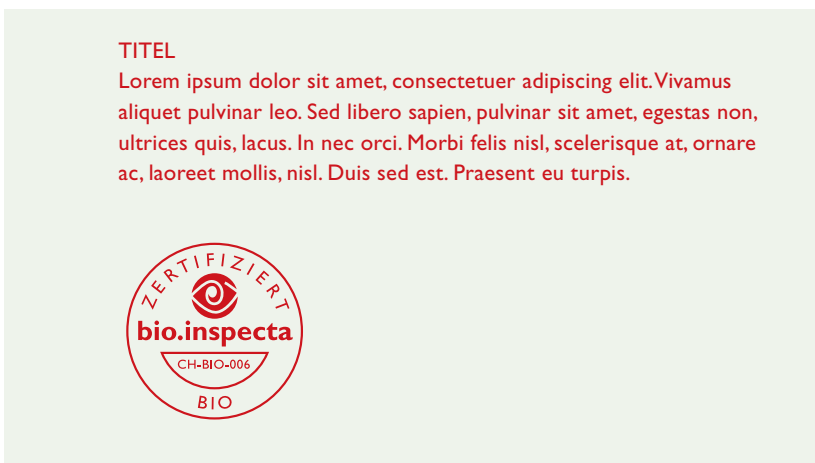 TITEL
Lorem ipsum dolor sit amet, consectetuer adipiscing elit. Vivamus
aliquet pulvinar leo. Sed libero sapien, pulvinar sit amet, egestas non,
ultrices quis, lacus. In nec orci. Morbi felis nisl, scelerisque at, ornare
ac, laoreet mollis, nisl. Duis sed est. Praesent eu turpis.
ZERTIFIZIERT
bio.inspecta
CH-BIO-006
BIO